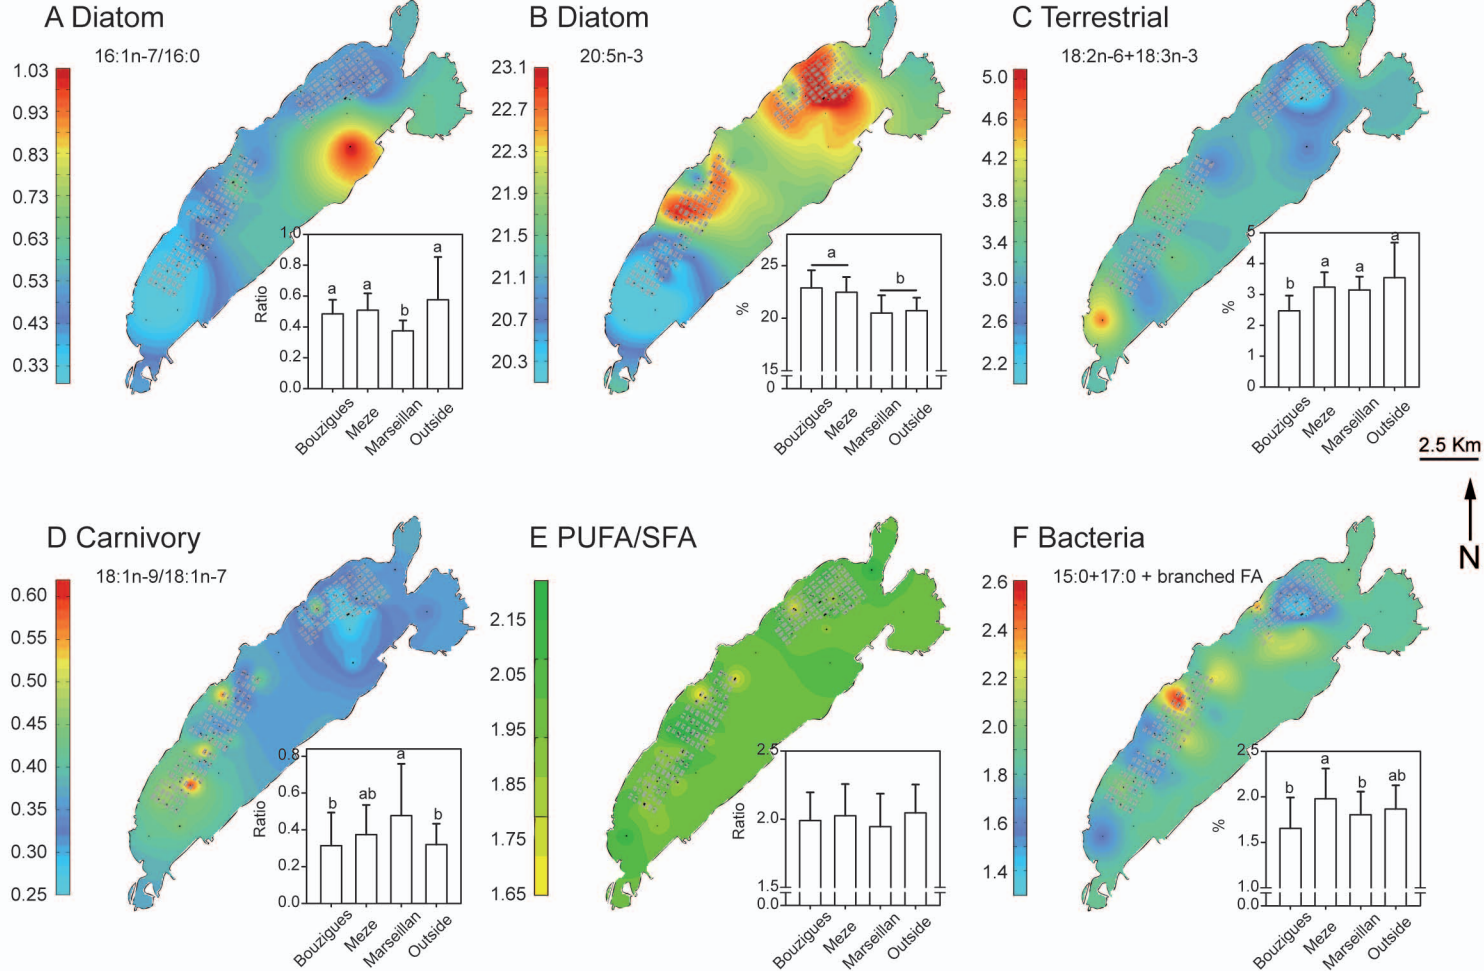 A Diatom
16:1n-7/16:0
1.03
0.93
0.83
0.73
0.63
0.53
0.43
0.33
1.0
0.8
0.6
0.4
0.2
0.0
Ratio
a
a
b
a
Bouzigues
Meze
Marseillan
Outside
B Diatom
20:5n-3
23.1
22.7
22.3
21.9
21.5
21.1
20.7
20.3
25
20
15
0
%
a
b
Bouzigues
Meze
Marseillan
Outside
C Terrestrial
18:2n-6+18:3n-3
5.0
4.6
4.2
3.8
3.4
3.0
2.6
2.2
5
4
3
2
1
0
%
b
a
a
a
Bouzigues
Meze
Marseillan
Outside
2.5 Km
N
D Carnivory
18:1n-9/18:1n-7
0.60
0.55
0.50
0.45
0.40
0.35
0.30
0.25
0.8
0.6
0.4
0.2
0.0
Ratio
b
ab
a
b
Bouzigues
Meze
Marseillan
Outside
E PUFA/SFA
2.15
2.05
1.95
1.85
1.75
1.65
2.5
2.0
1.5
0.0
Ratio
Bouzigues
Meze
Marseillan
Outside
F Bacteria
15:0+17:0 + branched FA
2.6
2.4
2.2
2.0
1.8
1.6
1.4
2.5
2.0
1.5
1.0
0.0
%
b
a
b
ab
Bouzigues
Meze
Marseillan
Outside